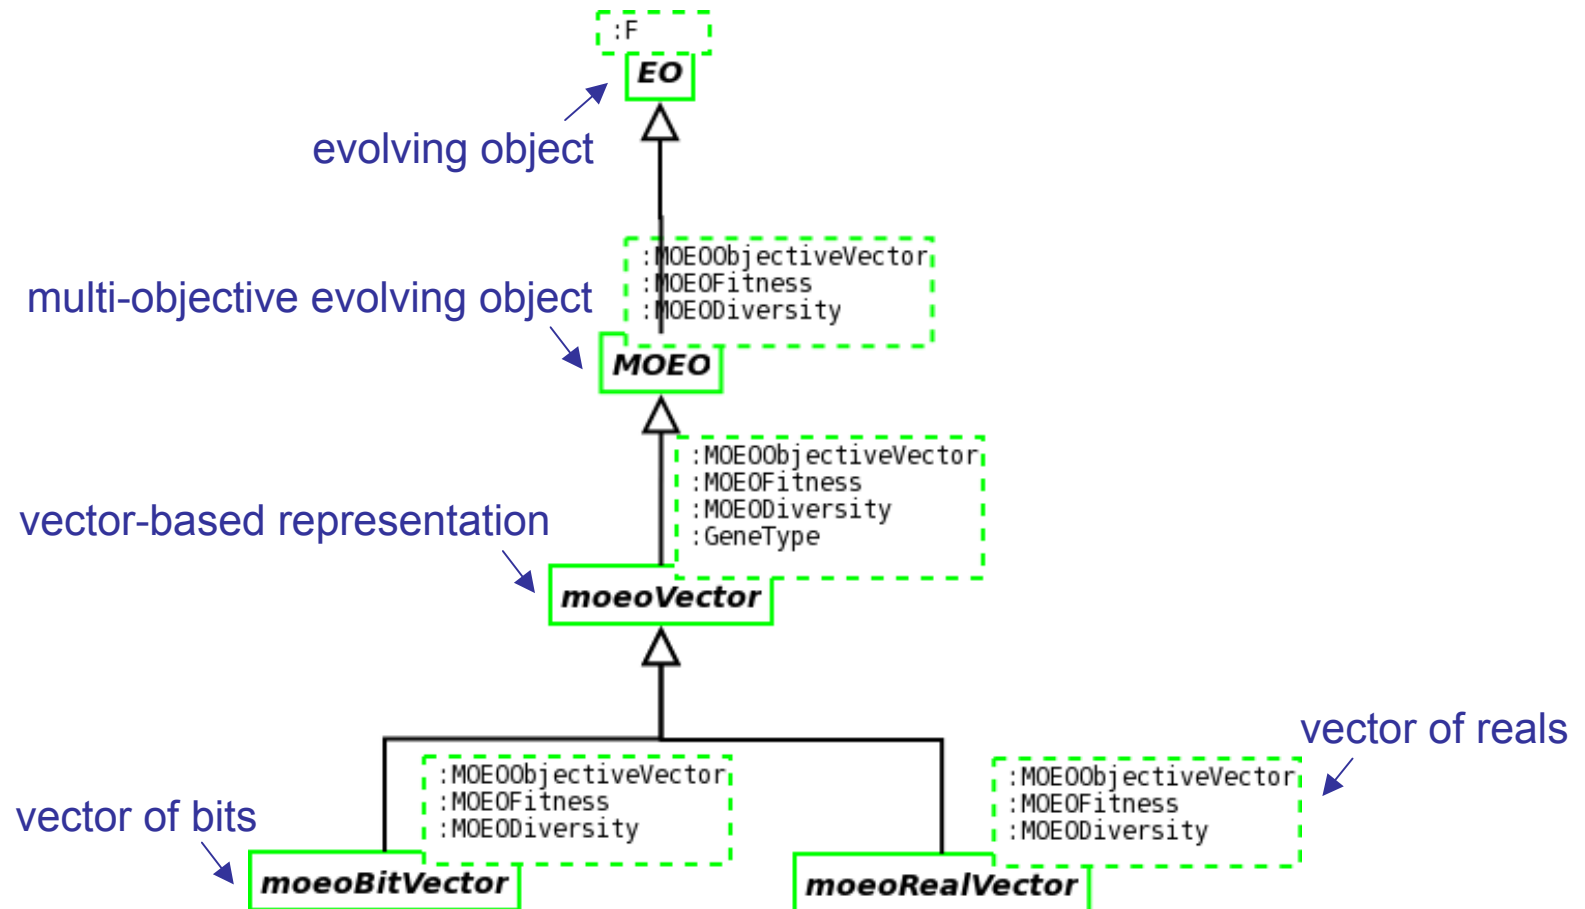 :F
EO
evolving object
:MOEOObjectiveVector
:MOEOFitness
:MOEODiversity
multi-objective evolving object
MOEO
:MOEOObjectiveVector
:MOEOFitness
:MOEODiversity
:GeneType
vector-based representation
moeoVector
vector of reals
:MOEOObjectiveVector
:MOEOFitness
:MOEODiversity
vector of bits
moeoBitVector
:MOEOObjectiveVector
:MOEOFitness
:MOEODiversity
moeoRealVector